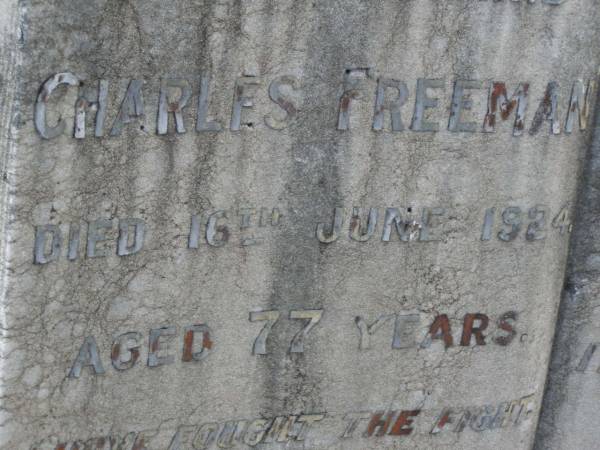 CHARLES FREEMAN
DIED 16TH JUNE 1924.
AGED 77 YEARS.
FOUGHT THE FIGHT